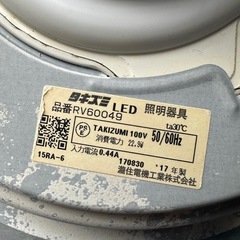 タキズミ LED 照明器具
品番RV60049
PSE TAKIZUMI 100V 50/60Hz ta30℃
消費電力 22.3W
入力電流0.44A
15RA-6 170830 '17年製
瀧住電機工業株式会社